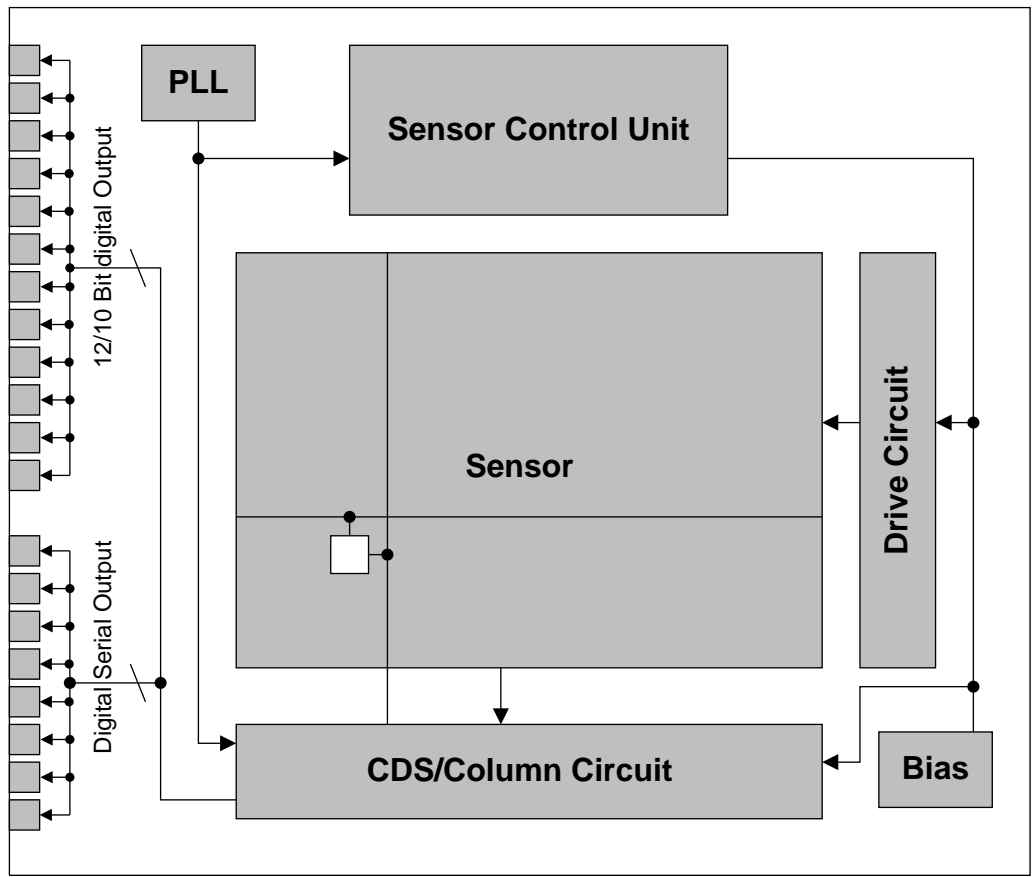 PLL
Sensor Control Unit
12/10 Bit digital Output
Sensor
Drive Circuit
Digital Serial Output
CDS/Column Circuit
Bias